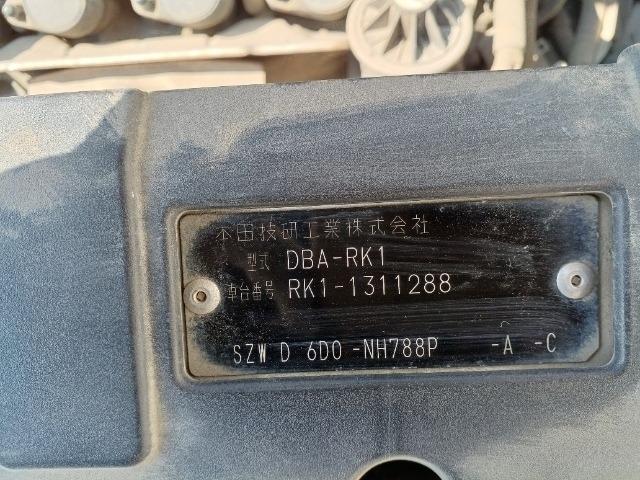 本田技研工業株式会社
型式 DBA-RK1
車台番号 RK1-1311288
SZW D 6D0 -NH788P -A -C